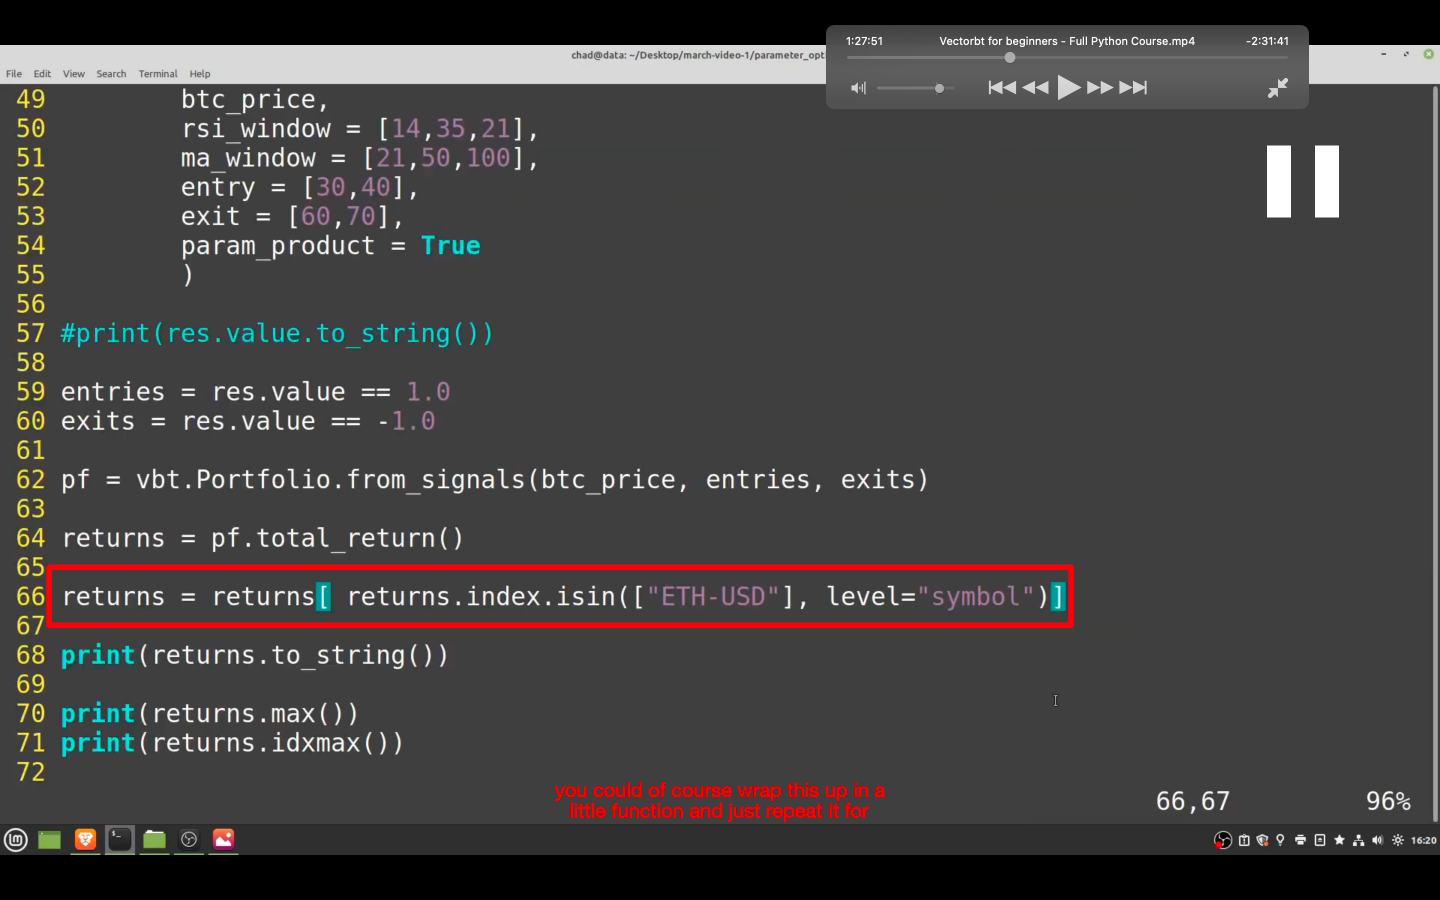 1:27:51 Vectorbt for beginners - Full Python Course.mp4 -2:31:41
chad@data: ~/Desktop/march-video-1/parameter_opt
File Edit View Search Terminal Help
49 btc_price,
50 rsi_window = [14,35,21],
51 ma_window = [21,50,100],
52 entry = [30,40],
53 exit = [60,70],
54 param_product = True
55 )
56
57 #print(res.value.to_string())
58
59 entries = res.value == 1.0
60 exits = res.value == -1.0
61
62 pf = vbt.Portfolio.from_signals(btc_price, entries, exits)
63
64 returns = pf.total_return()
65
66 returns = returns[ returns.index.isin(["ETH-USD"], level="symbol")]
67
68 print(returns.to_string())
69
70 print(returns.max())
71 print(returns.idxmax())
72
you could of course wrap this up in a
little function and just repeat it for
66,67 96%
16:20